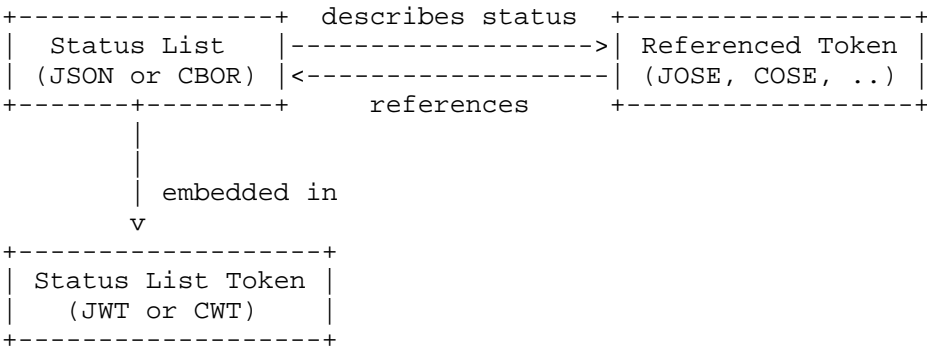 describes status
Status List
Referenced Token
(JSON or CBOR)
(JOSE, COSE, ..)
references
embedded in
Status List Token
(JWT or CWT)